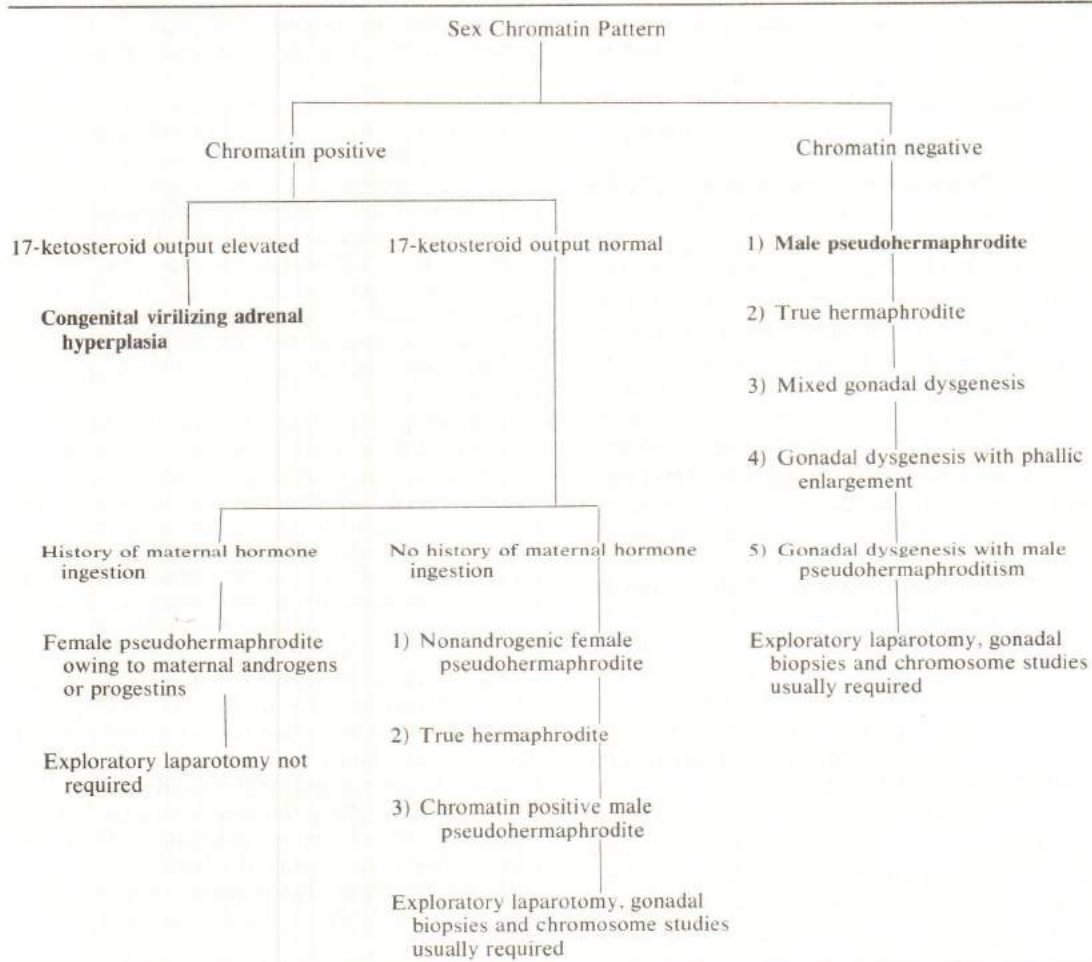 Sex Chromatin Pattern
Chromatin positive
Chromatin negative
17-ketosteroid output elevated
17-ketosteroid output normal
1) Male pseudohermaphrodite
Congenital virilizing adrenal
hyperplasia
2) True hermaphrodite
3) Mixed gonadal dysgenesis
4) Gonadal dysgenesis with phallic
enlargement
History of maternal hormone
ingestion
No history of maternal hormone
ingestion
5) Gonadal dysgenesis with male
pseudohermaphroditism
Female pseudohermaphrodite
owing to maternal androgens
or progestins
1) Nonandrogenic female
pseudohermaphrodite
Exploratory laparotomy, gonadal
biopsies and chromosome studies
usually required
Exploratory laparotomy not
required
2) True hermaphrodite
3) Chromatin positive male
pseudohermaphrodite
Exploratory laparotomy, gonadal
biopsies and chromosome studies
usually required